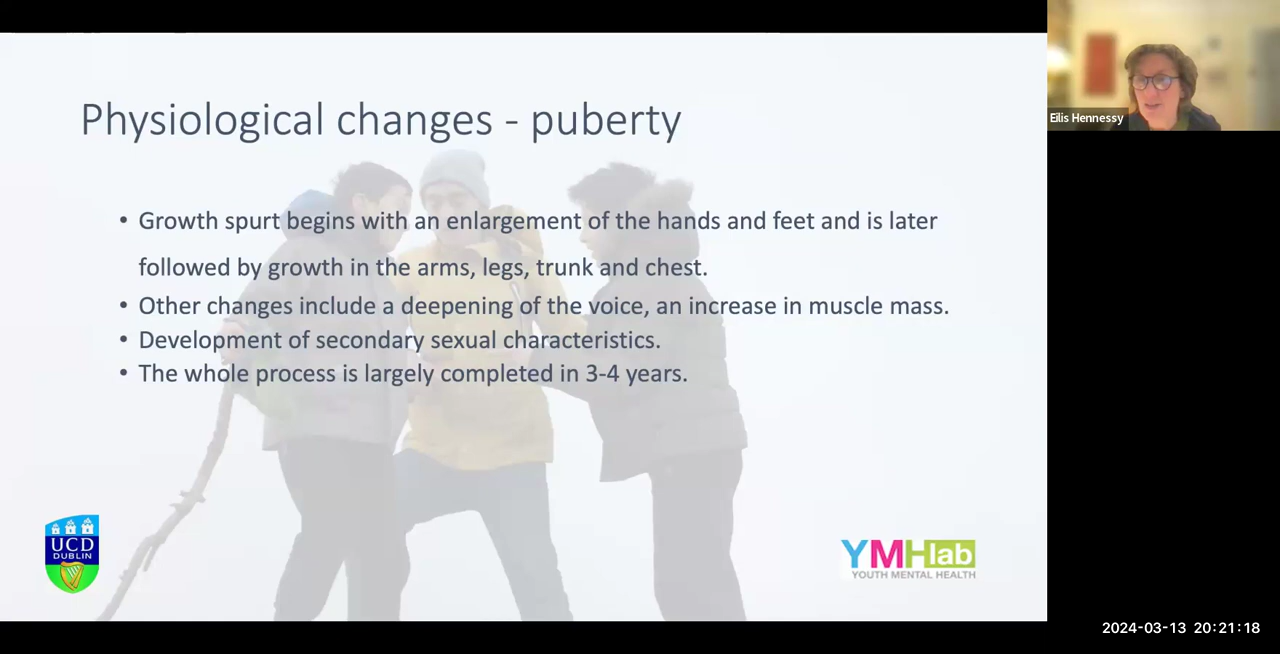 Physiological changes - puberty
• Growth spurt begins with an enlargement of the hands and feet and is later
followed by growth in the arms, legs, trunk and chest.
• Other changes include a deepening of the voice, an increase in muscle mass.
• Development of secondary sexual characteristics.
• The whole process is largely completed in 3-4 years.
UCD
DUBLIN
YMHlab
YOUTH MENTAL HEALTH
Eilis Hennessy
2024-03-13 20:21:18